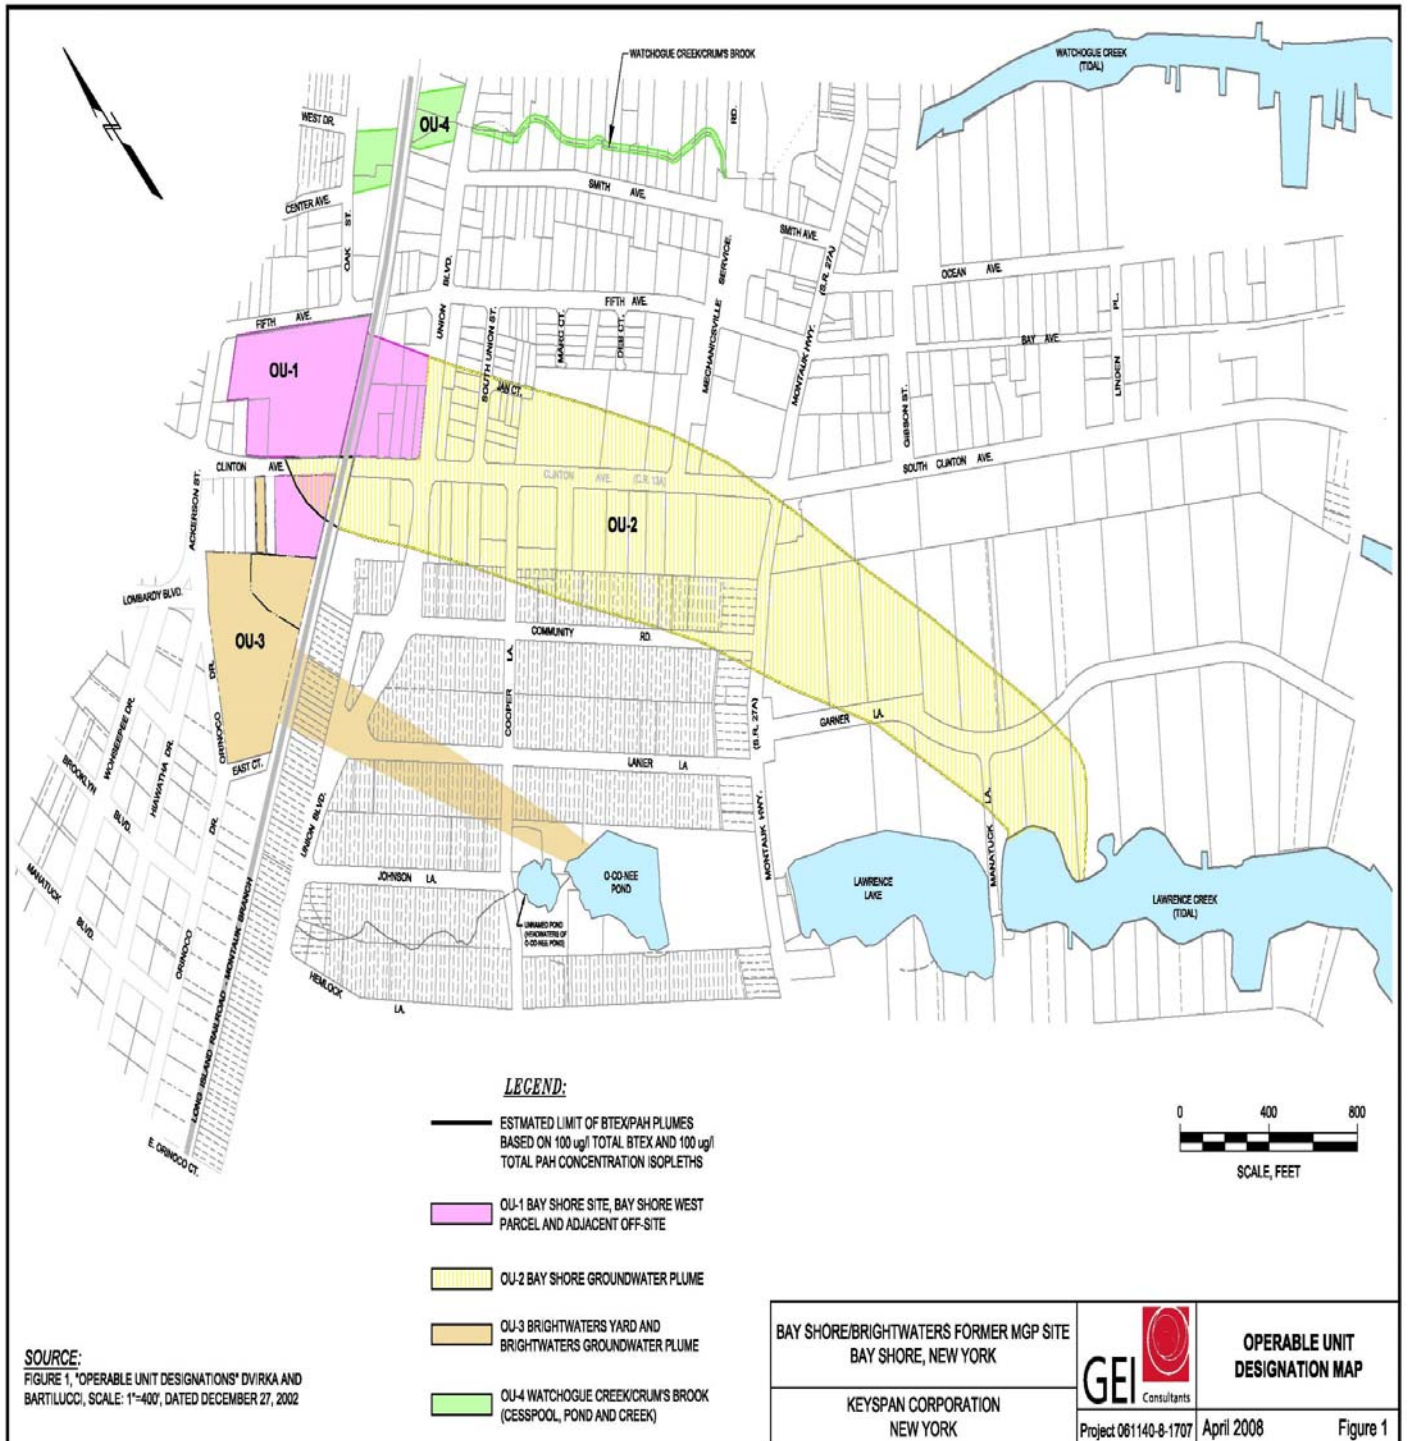 WATCHOGUE CREEK/CRUM'S BROOK
WATCHOGUE CREEK
(TIDAL)
WEST DR.
OU-4
RD.
CENTER AVE.
OAK ST.
SMITH AVE.
SMITH AVE.
MECHANICSVILLE SERVICE
(S.R. 27A)
MONTAUK HWY.
OCEAN AVE.
UNION BLVD.
FIFTH AVE.
FIFTH AVE.
SOUTH UNION ST.
MARC CT.
DEB CT.
BAY AVE
LINDEN PL.
OU-1
JAN CT.
GIBSON ST.
SOUTH CLINTON AVE.
CLINTON AVE.
CLINTON AVE. (C.R. 13A)
ACKERSON ST.
OU-2
LOMBARDY BLVD.
COMMUNITY RD.
OU-3
COOPER LA.
ORINOCO DR.
WOHSEEPEE DR.
HIAWATHA DR.
BROOKLYN BLVD.
EAST CT.
(S.R. 27A)
GARNER LA.
LANIER LA
UNION BLVD.
MONTAUK HWY.
MANATUCK LA.
MANATUCK BLVD.
ORINOCO DR.
JOHNSON LA.
O-CO-NEE
POND
UNNAMED POND
(HEADWATERS OF
O-CO-NEE POND)
LAWRENCE
LAKE
LAWRENCE CREEK
(TIDAL)
HEMLOCK LA.
LONG ISLAND RAILROAD - MONTAUK BRANCH
E. ORINOCO CT.
LEGEND:
ESTMATED LIMIT OF BTEX/PAH PLUMES
BASED ON 100 ug/l TOTAL BTEX AND 100 ug/l
TOTAL PAH CONCENTRATION ISOPLETHS
OU-1 BAY SHORE SITE, BAY SHORE WEST
PARCEL AND ADJACENT OFF-SITE
OU-2 BAY SHORE GROUNDWATER PLUME
OU-3 BRIGHTWATERS YARD AND
BRIGHTWATERS GROUNDWATER PLUME
OU-4 WATCHOGUE CREEK/CRUM'S BROOK
(CESSPOOL, POND AND CREEK)
0 400 800
SCALE, FEET
SOURCE:
FIGURE 1, "OPERABLE UNIT DESIGNATIONS" DVIRKA AND
BARTILUCCI, SCALE: 1"=400', DATED DECEMBER 27, 2002
BAY SHORE/BRIGHTWATERS FORMER MGP SITE
BAY SHORE, NEW YORK
KEYSPAN CORPORATION
NEW YORK
GEI Consultants
Project 061140-8-1707
OPERABLE UNIT
DESIGNATION MAP
April 2008 Figure 1